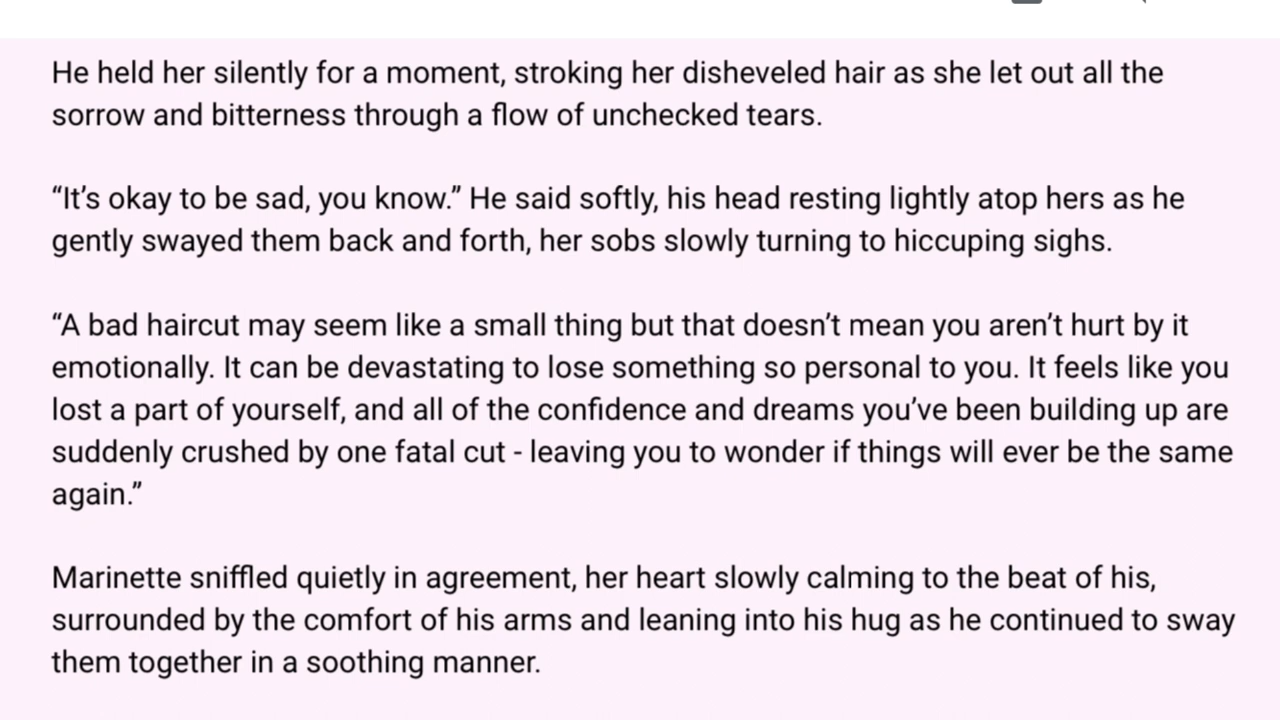 He held her silently for a moment, stroking her disheveled hair as she let out all the
sorrow and bitterness through a flow of unchecked tears.
“It’s okay to be sad, you know.” He said softly, his head resting lightly atop hers as he
gently swayed them back and forth, her sobs slowly turning to hiccuping sighs.
“A bad haircut may seem like a small thing but that doesn’t mean you aren’t hurt by it
emotionally. It can be devastating to lose something so personal to you. It feels like you
lost a part of yourself, and all of the confidence and dreams you’ve been building up are
suddenly crushed by one fatal cut - leaving you to wonder if things will ever be the same
again.”
Marinette sniffled quietly in agreement, her heart slowly calming to the beat of his,
surrounded by the comfort of his arms and leaning into his hug as he continued to sway
them together in a soothing manner.